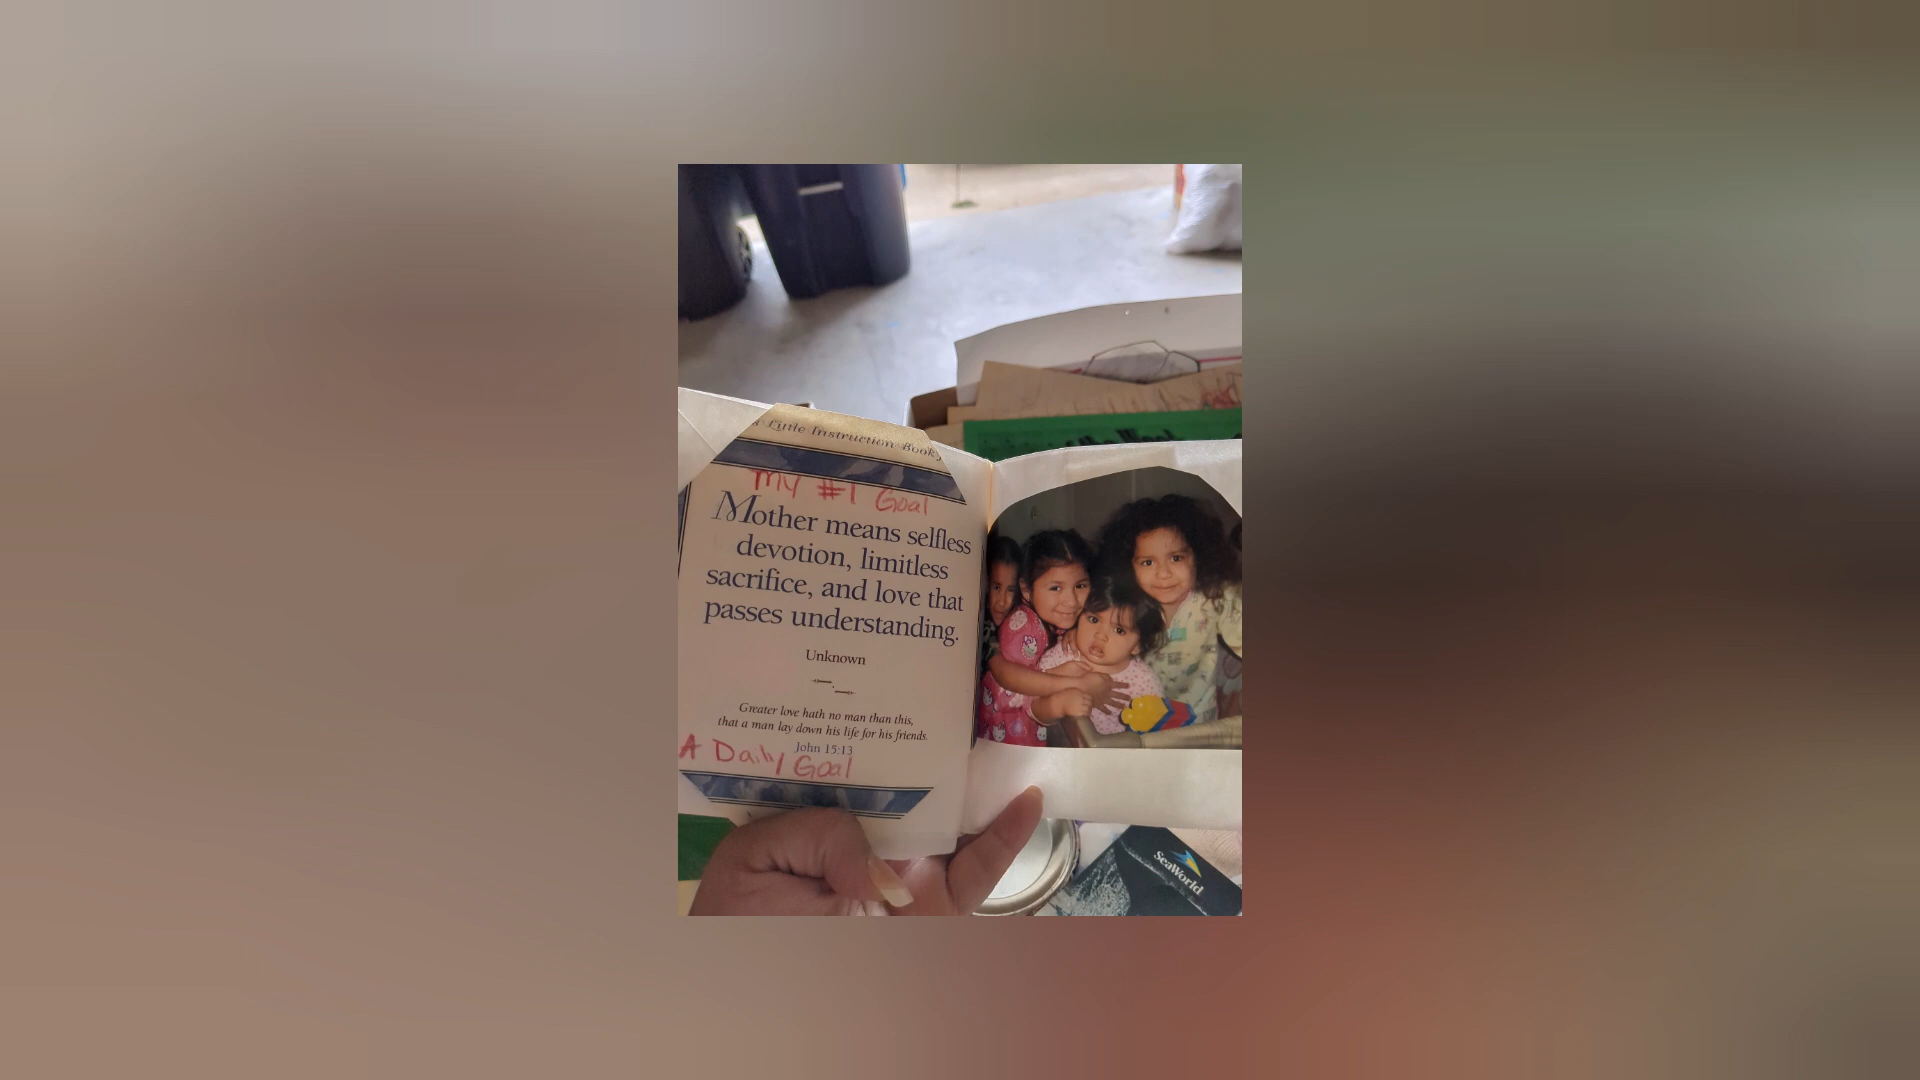 Little Instruction Book
My #1 Goal
Mother means selfless
devotion, limitless
sacrifice, and love that
passes understanding.
Unknown
Greater love hath no man than this,
that a man lay down his life for his friends.
John 15:13
A Daily Goal
SeaWorld